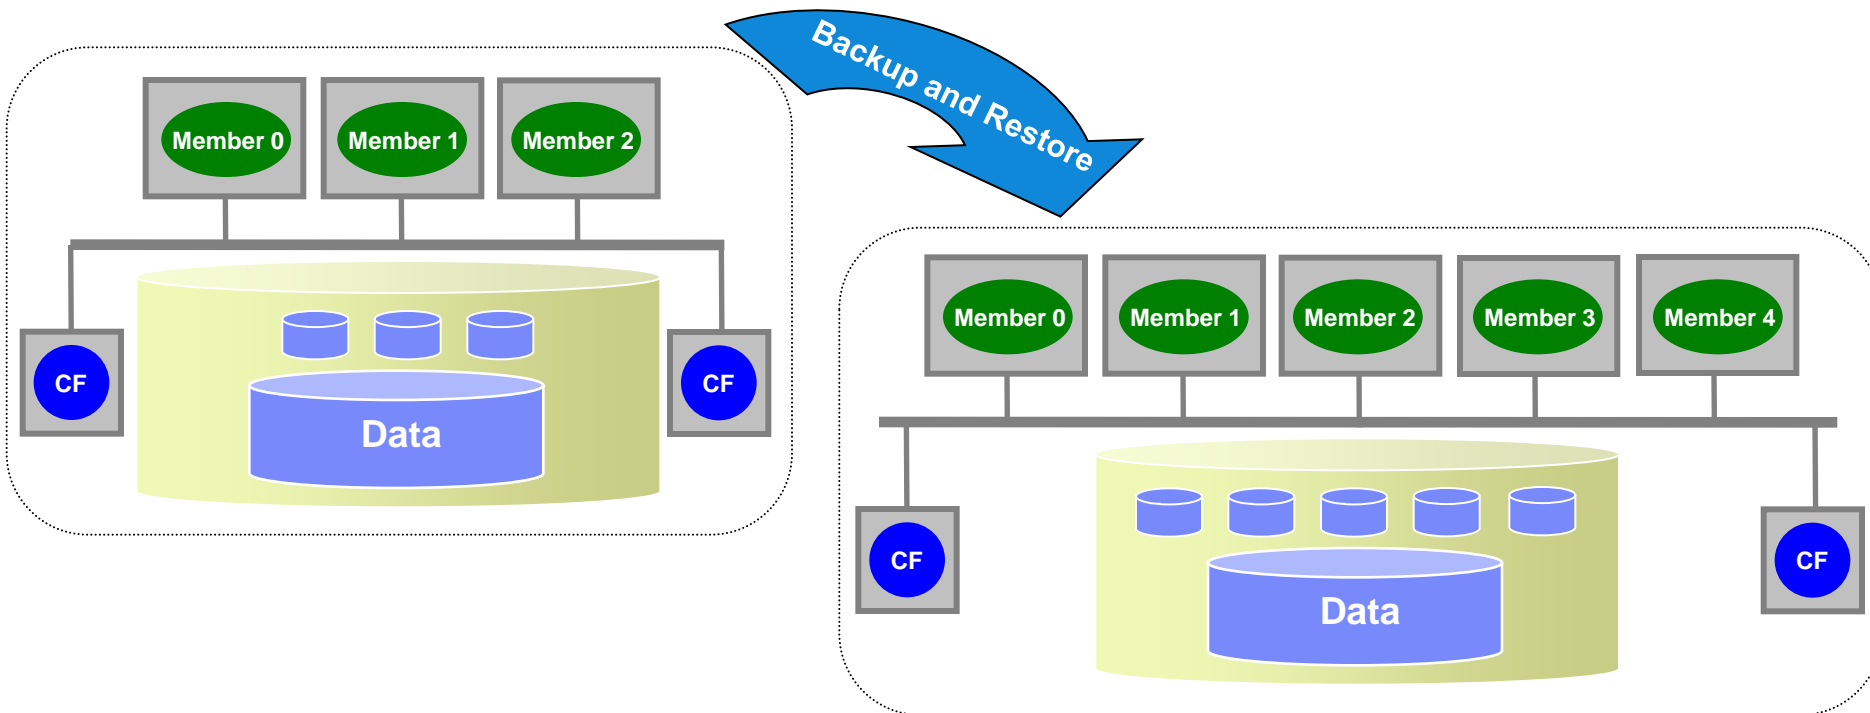 Backup and Restore
Member 0
Member 1
Member 2
CF
CF
Data
Member 0
Member 1
Member 2
Member 3
Member 4
CF
CF
Data